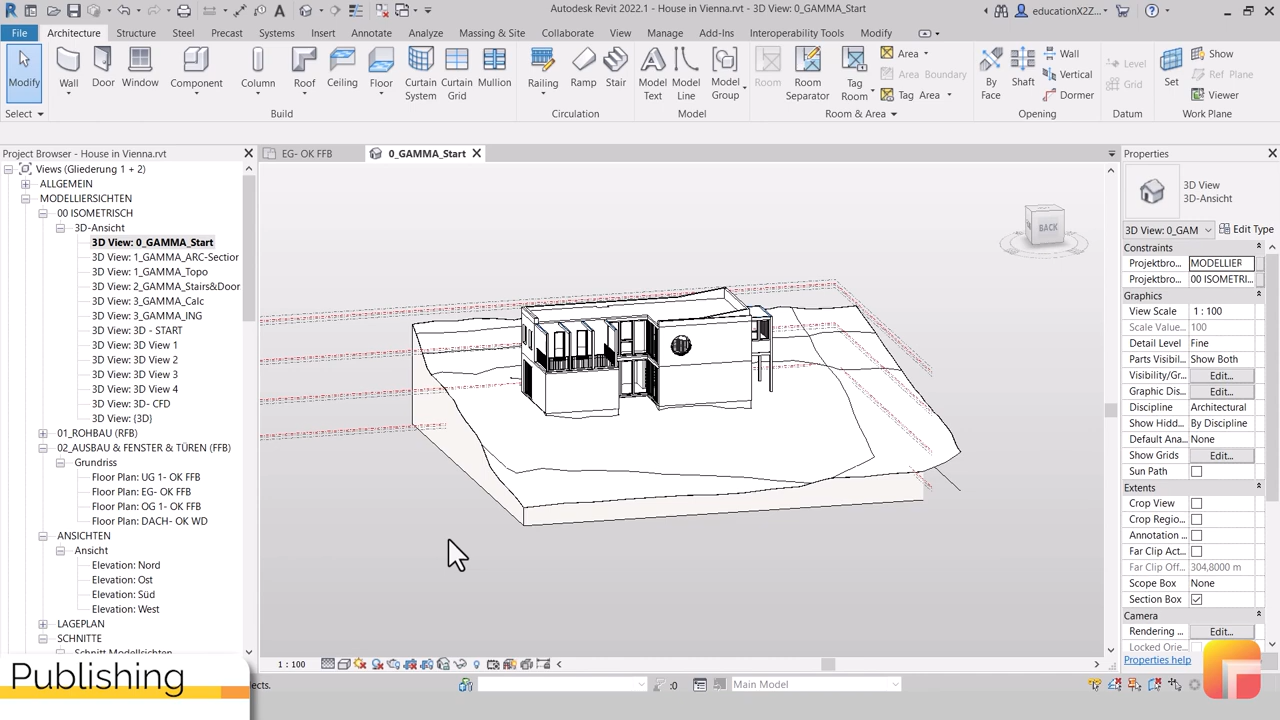 Autodesk Revit 2022.1 - House in Vienna.rvt - 3D View: 0_GAMMA_Start
educationX2Z...
File Architecture Structure Steel Precast Systems Insert Annotate Analyze Massing & Site Collaborate View Manage Add-Ins Interoperability Tools Modify
Modify Wall Door Window Component Column Roof Ceiling Floor Curtain System Curtain Grid Mullion Railing Ramp Stair Model Text Model Line Model Group Room Room Separator Tag Room Area Area Boundary Tag Area By Face Shaft Wall Vertical Dormer Level Grid Set Show Ref Plane Viewer
Select Build Circulation Model Room & Area Opening Datum Work Plane
Project Browser - House in Vienna.rvt
Views (Gliederung 1 + 2)
ALLGEMEIN
MODELLIERSICHTEN
00 ISOMETRISCH
3D-Ansicht
3D View: 0_GAMMA_Start
3D View: 1_GAMMA_ARC-Section
3D View: 1_GAMMA_Topo
3D View: 2_GAMMA_Stairs&Door
3D View: 3_GAMMA_Calc
3D View: 3_GAMMA_ING
3D View: 3D - START
3D View: 3D View 1
3D View: 3D View 2
3D View: 3D View 3
3D View: 3D View 4
3D View: 3D- CFD
3D View: {3D}
01_ROHBAU (RFB)
02_AUSBAU & FENSTER & TÜREN (FFB)
Grundriss
Floor Plan: UG 1- OK FFB
Floor Plan: EG- OK FFB
Floor Plan: OG 1- OK FFB
Floor Plan: DACH- OK WD
ANSICHTEN
Ansicht
Elevation: Nord
Elevation: Ost
Elevation: Süd
Elevation: West
LAGEPLAN
SCHNITTE
Schnitt Modellsichten
EG- OK FFB
0_GAMMA_Start
BACK
Properties
3D View
3D-Ansicht
3D View: 0_GAM Edit Type
Constraints
Projektbro... MODELLIER
Projektbro... 00 ISOMETRI...
Graphics
View Scale 1 : 100
Scale Value... 100
Detail Level Fine
Parts Visibil... Show Both
Visibility/Gr... Edit...
Graphic Dis... Edit...
Discipline Architectural
Show Hidd... By Discipline
Default Ana... None
Show Grids Edit...
Sun Path
Extents
Crop View
Crop Regio...
Annotation ...
Far Clip Act...
Far Clip Off... 304,8000 m
Scope Box None
Section Box
Camera
Rendering ... Edit...
Locked Orie...
Properties help
1 : 100
Publishing
ects.
:0
Main Model